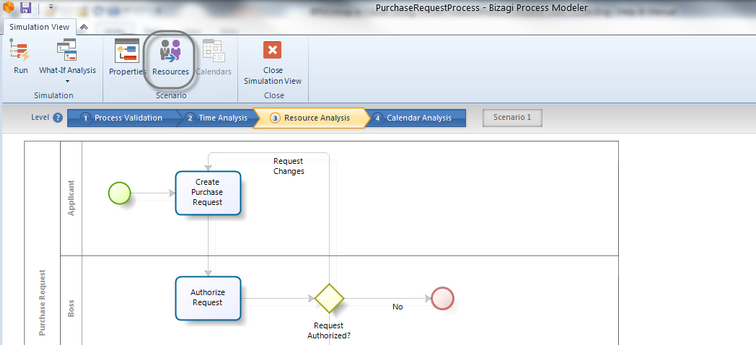 PurchaseRequestProcess - Bizagi Process Modeler
Simulation View
Run
What-If Analysis
Properties
Resources
Calendars
Close
Simulation View
Simulation
Scenario
Close
Level ?
1 Process Validation
2 Time Analysis
3 Resource Analysis
4 Calendar Analysis
Scenario 1
Request
Changes
Create
Purchase
Request
Applicant
Purchase Request
Boss
Authorize
Request
No
Request
Authorized?